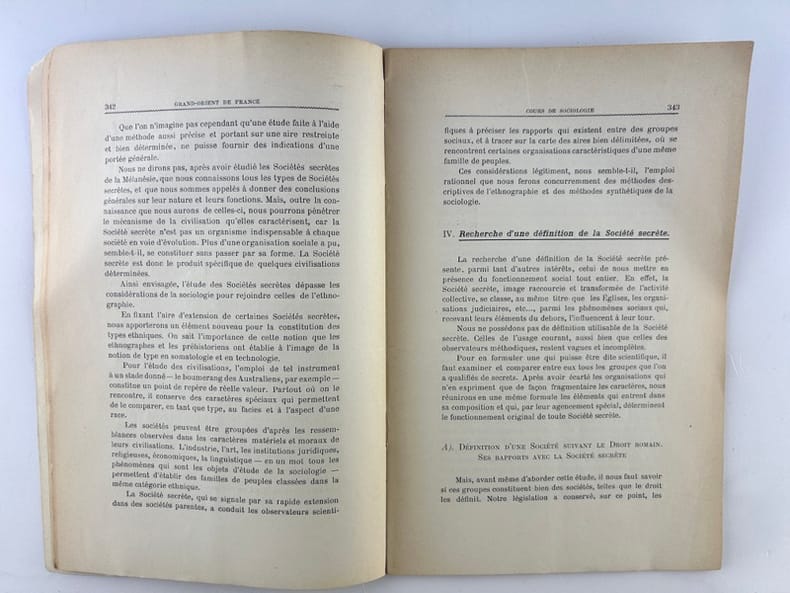 342
GRAND-ORIENT DE FRANCE
Que l'on n'imagine pas cependant qu'une étude faite à l'aide
d'une méthode aussi précise et portant sur une aire restreinte
et bien déterminée, ne puisse fournir des indications d'une
portée générale.
Nous ne dirons pas, après avoir étudié les Sociétés secrètes
de la Mélanésie, que nous connaissons tous les types de Sociétés
secrètes, et que nous sommes appelés à donner des conclusions
générales sur leur nature et leurs fonctions. Mais, outre la con-
naissance que nous aurons de celles-ci, nous pourrons pénétrer
le mécanisme de la civilisation qu'elles caractérisent, car la
Société secrète n'est pas un organisme indispensable à chaque
société en voie d'évolution. Plus d'une organisation sociale a pu,
semble-t-il, se constituer sans passer par sa forme. La Société
secrète est donc le produit spécifique de quelques civilisations
déterminées.
Ainsi envisagée, l'étude des Sociétés secrètes dépasse les
considérations de la sociologie pour rejoindre celles de l'ethno-
graphie.
En fixant l'aire d'extension de certaines Sociétés secrètes,
nous apporterons un élément nouveau pour la constitution des
types ethniques. On sait l'importance de cette notion que les
ethnographes et les préhistoriens ont établie à l'image de la
notion de type en somatologie et en technologie.
Pour l'étude des civilisations, l'emploi de tel instrument
à un stade donné — le boumerang des Australiens, par exemple —
constitue un point de repère de réelle valeur. Partout où on le
rencontre, il conserve des caractères spéciaux qui permettent
de le comparer, en tant que type, au facies et à l'aspect d'une
race.
Les sociétés peuvent être groupées d'après les ressem-
blances observées dans les caractères matériels et moraux de
leurs civilisations. L'industrie, l'art, les institutions juridiques,
religieuses, économiques, la linguistique — en un mot tous les
phénomènes qui sont les objets d'étude de la sociologie —
permettent d'établir des familles de peuples classées dans la
même catégorie ethnique.
La Société secrète, qui se signale par sa rapide extension
dans des sociétés parentes, a conduit les observateurs scienti-
COURS DE SOCIOLOGIE
343
fiques à préciser les rapports qui existent entre des groupes
sociaux, et à tracer sur la carte des aires bien délimitées, où se
rencontrent certaines organisations caractéristiques d'une même
famille de peuples.
Ces considérations légitiment, nous semble-t-il, l'emploi
rationnel que nous ferons concurremment des méthodes des-
criptives de l'ethnographie et des méthodes synthétiques de la
sociologie.
IV. Recherche d'une définition de la Société secrète.
La recherche d'une définition de la Société secrète pré-
sente, parmi tant d'autres intérêts, celui de nous mettre en
présence du fonctionnement social tout entier. En effet, la
Société secrète, image raccourcie et transformée de l'activité
collective, se classe, au même titre que les Églises, les organi-
sations judiciaires, etc..., parmi les phénomènes sociaux qui,
recevant leurs éléments du dehors, l'influencent à leur tour.
Nous ne possédons pas de définition utilisable de la Société
secrète. Celles de l'usage courant, aussi bien que celles des
observateurs méthodiques, restent vagues et incomplètes.
Pour en formuler une qui puisse être dite scientifique, il
faut examiner et comparer entre eux tous les groupes que l'on
a qualifiés de secrets. Après avoir écarté les organisations qui
n'en expriment que de façon fragmentaire les caractères, nous
réunirons en une même formule les éléments qui entrent dans
sa composition et qui, par leur agencement spécial, déterminent
le fonctionnement original de toute Société secrète.
A). DÉFINITION D'UNE SOCIÉTÉ SUIVANT LE DROIT ROMAIN.
SES RAPPORTS AVEC LA SOCIÉTÉ SECRÈTE
Mais, avant même d'aborder cette étude, il nous faut savoir
si ces groupes constituent bien des sociétés, telles que le droit
les définit. Notre législation a conservé, sur ce point, les